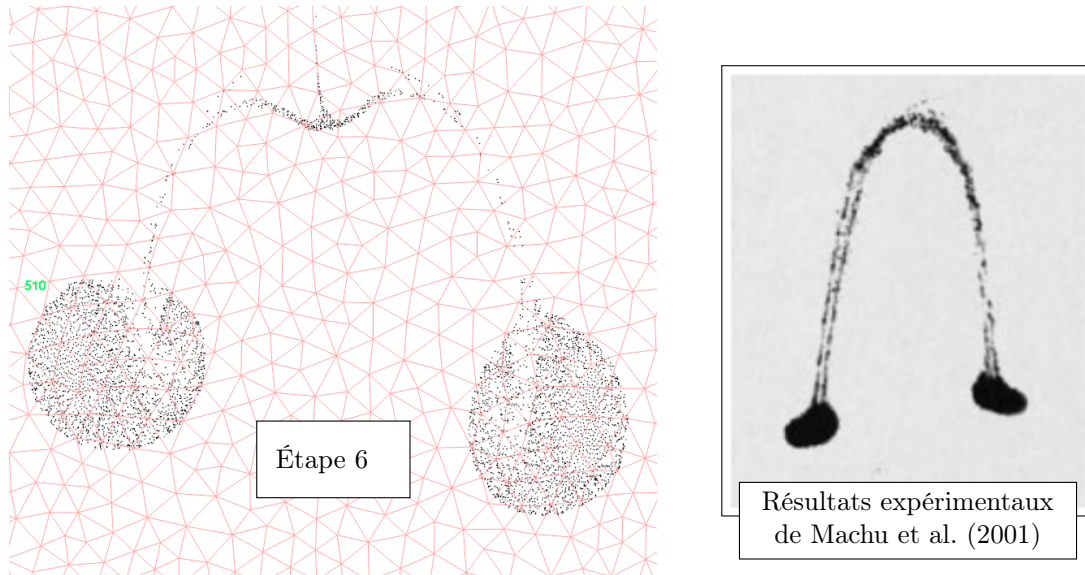 510
Étape 6
Résultats expérimentaux
de Machu et al. (2001)